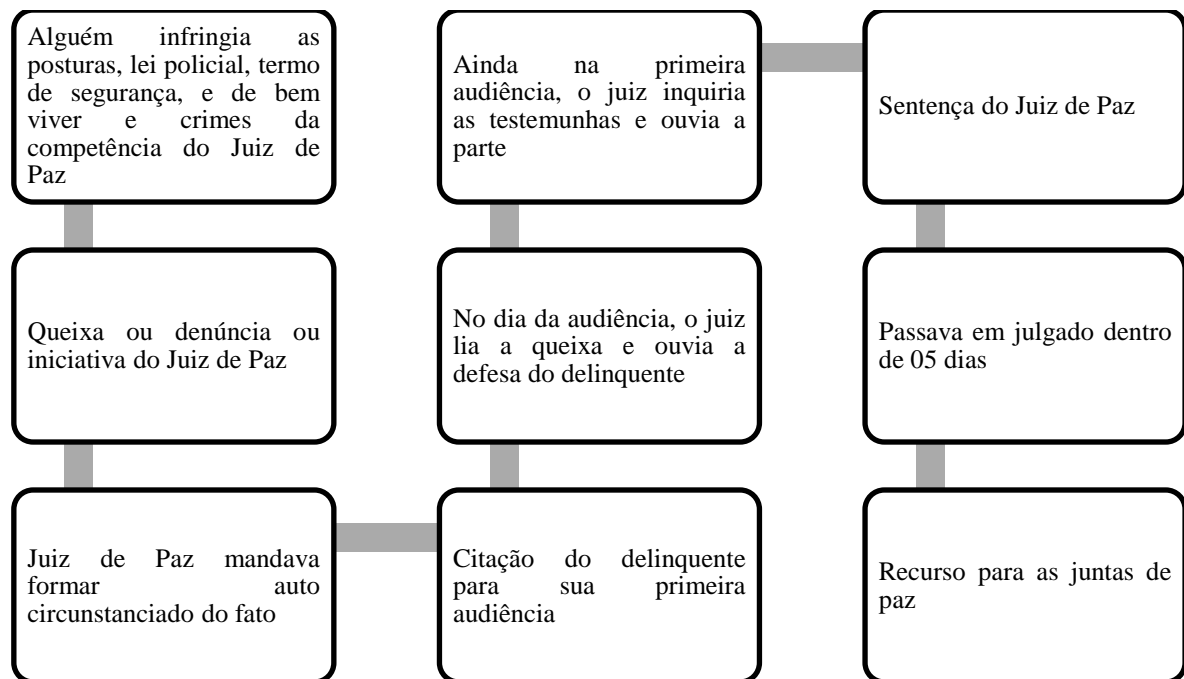 Alguém infringia as
posturas, lei policial, termo
de segurança, e de bem
viver e crimes da
competência do Juiz de
Paz
Queixa ou denúncia ou
iniciativa do Juiz de Paz
Juiz de Paz mandava
formar auto
circunstanciado do fato
Citação do delinquente
para sua primeira
audiência
No dia da audiência, o juiz
lia a queixa e ouvia a
defesa do delinquente
Ainda na primeira
audiência, o juiz inquiria
as testemunhas e ouvia a
parte
Sentença do Juiz de Paz
Passava em julgado dentro
de 05 dias
Recurso para as juntas de
paz